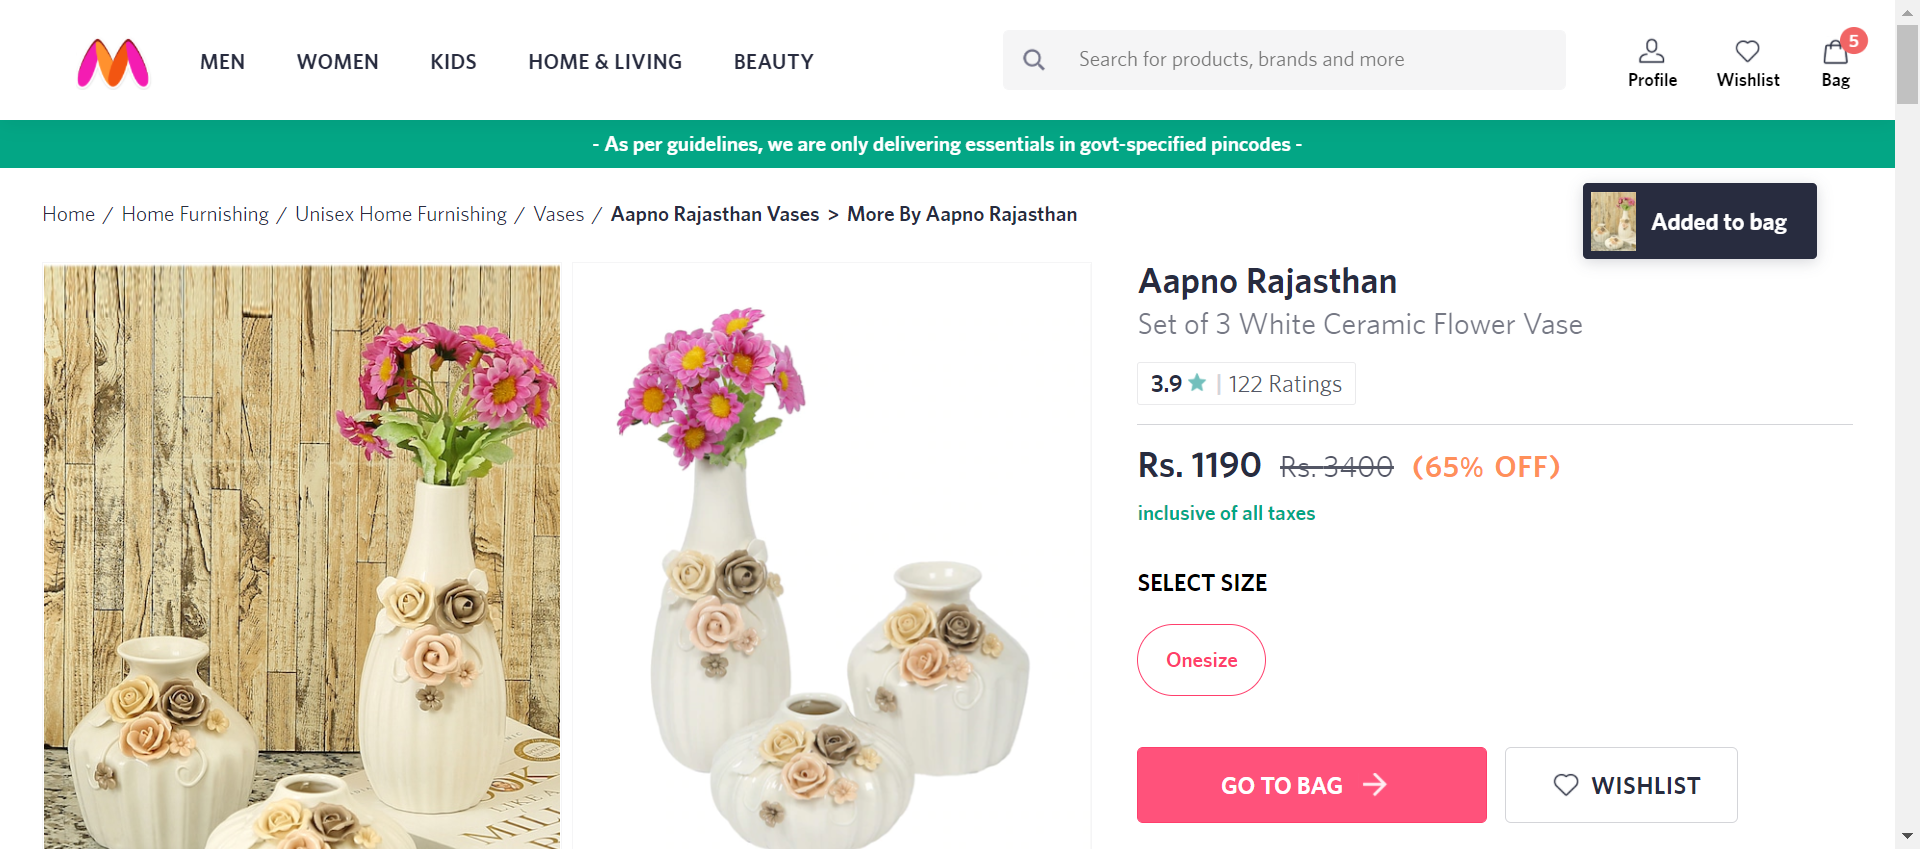 MEN WOMEN KIDS HOME & LIVING BEAUTY
Search for products, brands and more
Profile Wishlist Bag 5
- As per guidelines, we are only delivering essentials in govt-specified pincodes -
Home / Home Furnishing / Unisex Home Furnishing / Vases / Aapno Rajasthan Vases > More By Aapno Rajasthan
Added to bag
Aapno Rajasthan
Set of 3 White Ceramic Flower Vase
3.9 ★ | 122 Ratings
Rs. 1190 Rs. 3400 (65% OFF)
inclusive of all taxes
SELECT SIZE
Onesize
GO TO BAG → WISHLIST